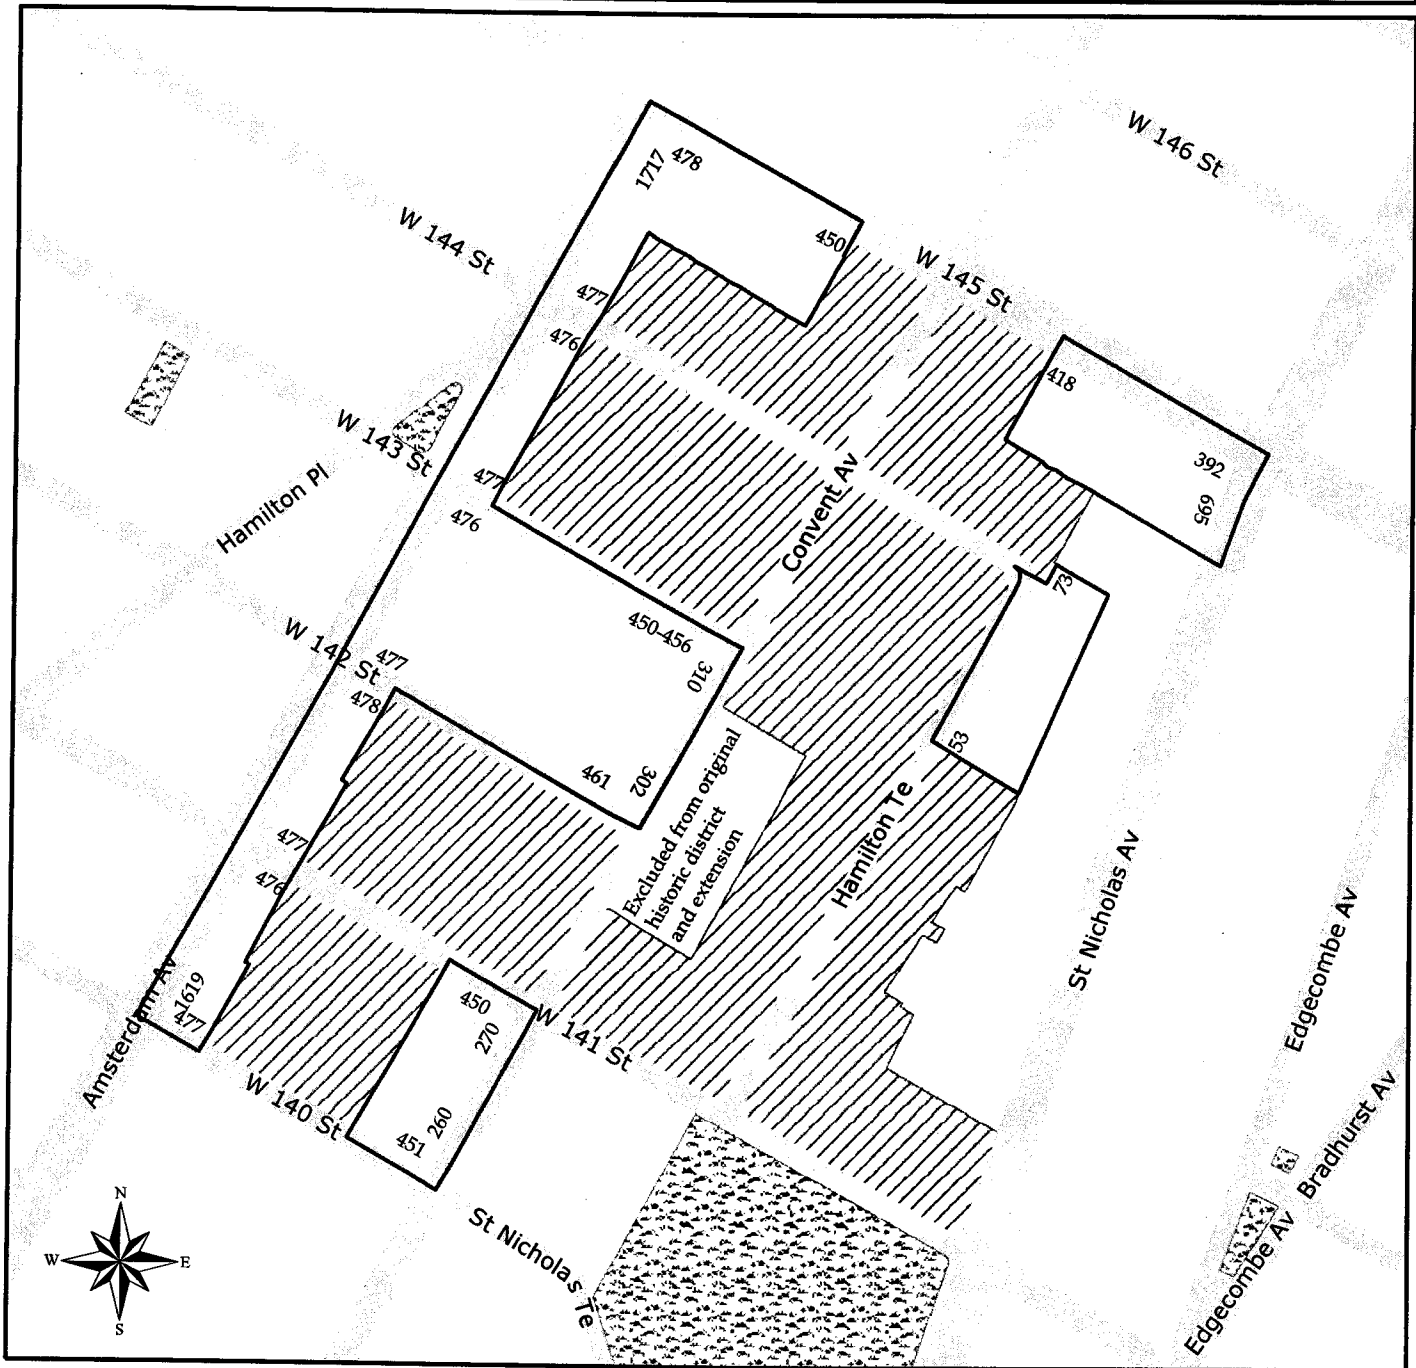 W 146 St
478
1717
450
W 145 St
W 144 St
477
476
418
392
695
W 143 St
Hamilton Pl
477
476
Convent Av
73
W 142 St
477
478
450-456
310
461
302
53
Excluded from original
historic district
and extension
Hamilton Te
St Nicholas Av
477
476
Edgecombe Av
1619
477
Amsterdam Av
450
270
W 141 St
260
451
W 140 St
Bradhurst Av
Edgecombe Av
St Nicholas Te
N
W
E
S